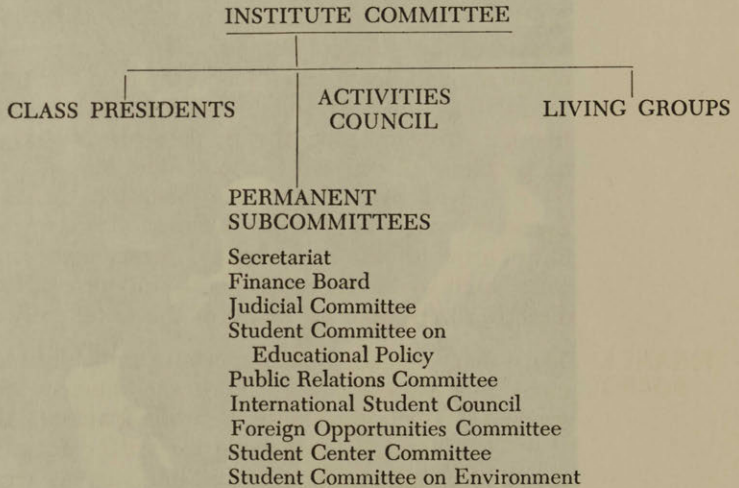 INSTITUTE COMMITTEE
CLASS PRESIDENTS
ACTIVITIES
COUNCIL
LIVING GROUPS
PERMANENT
SUBCOMMITTEES
Secretariat
Finance Board
Judicial Committee
Student Committee on
Educational Policy
Public Relations Committee
International Student Council
Foreign Opportunities Committee
Student Center Committee
Student Committee on Environment